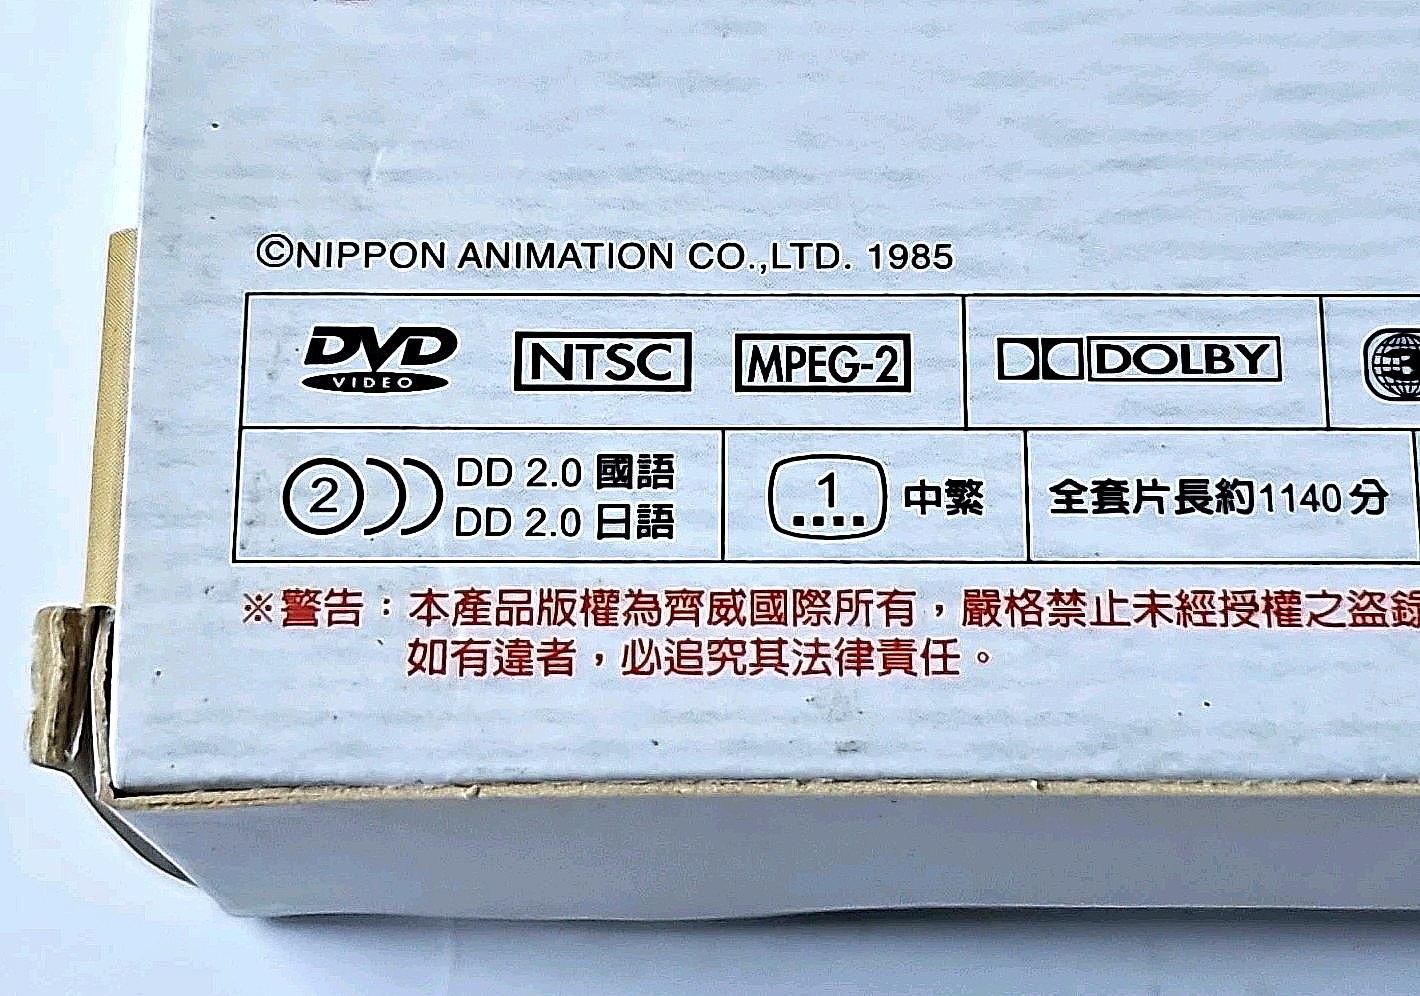 ©NIPPON ANIMATION CO.,LTD. 1985
DVD VIDEO NTSC MPEG-2 DOLBY 3
2 DD 2.0 國語
DD 2.0 日語
1 中繁
全套片長約1140分
※警告：本產品版權為齊威國際所有，嚴格禁止未經授權之盜錄
如有違者，必追究其法律責任。